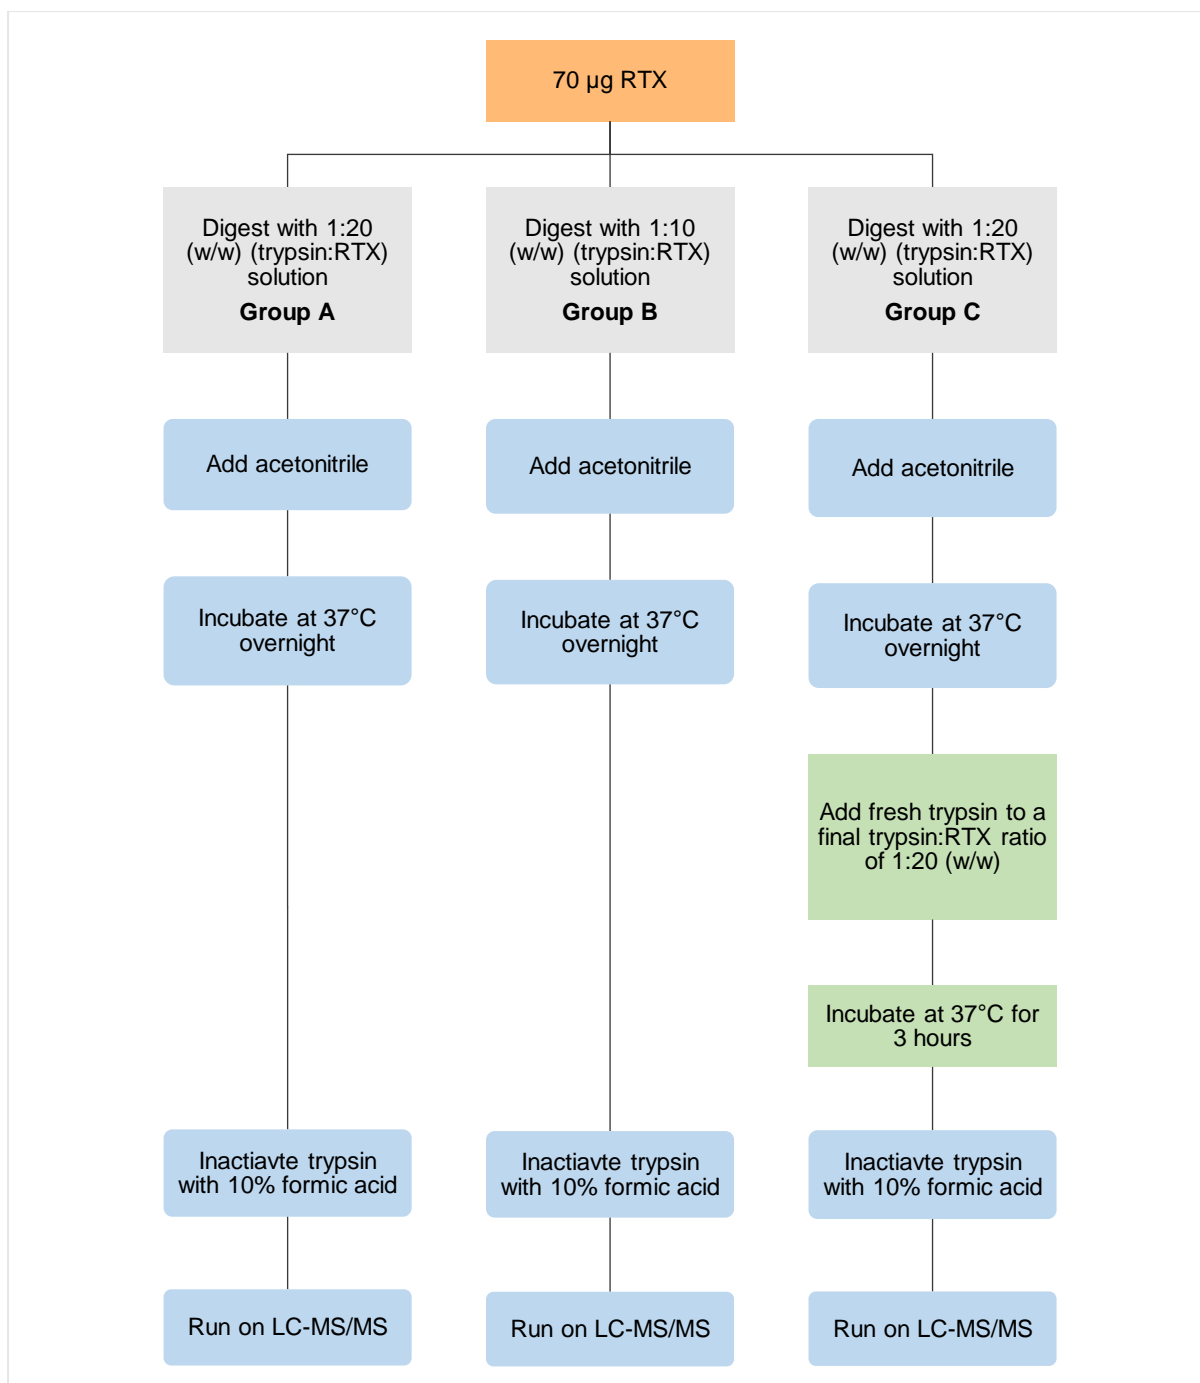 70 µg RTX
Digest with 1:20
(w/w) (trypsin:RTX)
solution
Group A
Digest with 1:10
(w/w) (trypsin:RTX)
solution
Group B
Digest with 1:20
(w/w) (trypsin:RTX)
solution
Group C
Add acetonitrile
Add acetonitrile
Add acetonitrile
Incubate at 37°C
overnight
Incubate at 37°C
overnight
Incubate at 37°C
overnight
Add fresh trypsin to a
final trypsin:RTX ratio
of 1:20 (w/w)
Incubate at 37°C for
3 hours
Inactiavte trypsin
with 10% formic acid
Inactiavte trypsin
with 10% formic acid
Inactiavte trypsin
with 10% formic acid
Run on LC-MS/MS
Run on LC-MS/MS
Run on LC-MS/MS